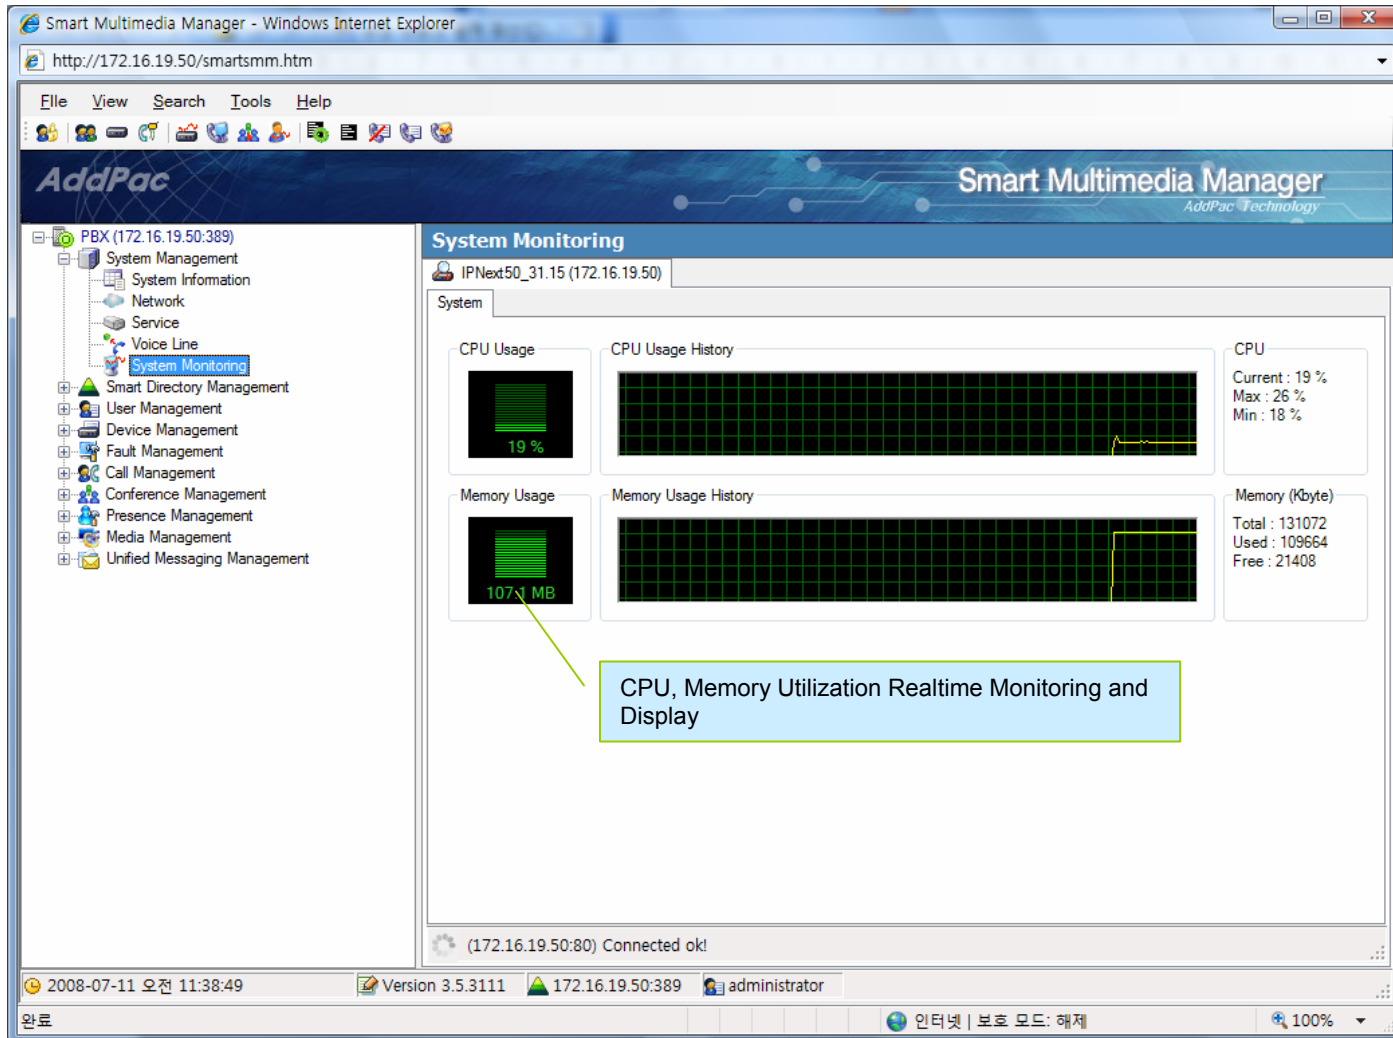 Smart Multimedia Manager - Windows Internet Explorer
http://172.16.19.50/smartsmm.htm
FIle View Search Tools Help
AddPac
Smart Multimedia Manager
AddPac Technology
PBX (172.16.19.50:389)
System Management
System Information
Network
Service
Voice Line
System Monitoring
Smart Directory Management
User Management
Device Management
Fault Management
Call Management
Conference Management
Presence Management
Media Management
Unified Messaging Management
System Monitoring
IPNext50_31.15 (172.16.19.50)
System
CPU Usage
19 %
CPU Usage History
CPU
Current : 19 %
Max : 26 %
Min : 18 %
Memory Usage
107.1 MB
Memory Usage History
Memory (Kbyte)
Total : 131072
Used : 109664
Free : 21408
CPU, Memory Utilization Realtime Monitoring and
Display
(172.16.19.50:80) Connected ok!
2008-07-11 오전 11:38:49 Version 3.5.3111 172.16.19.50:389 administrator
완료 인터넷 | 보호 모드: 해제 100%